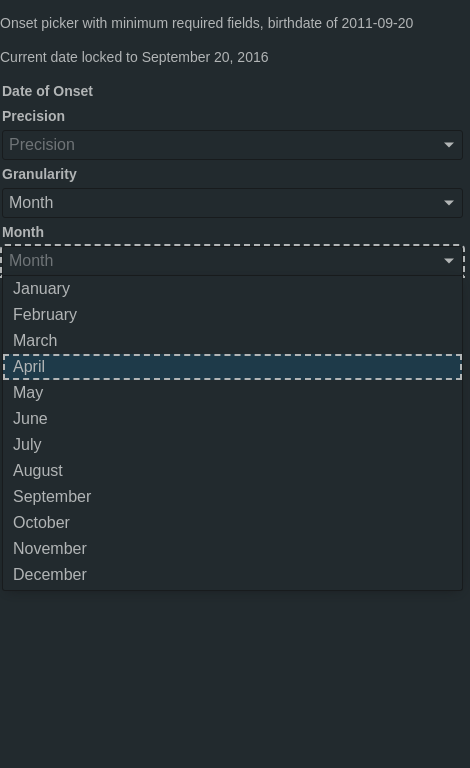 Onset picker with minimum required fields, birthdate of 2011-09-20
Current date locked to September 20, 2016
Date of Onset
Precision
Precision
Granularity
Month
Month
Month
January
February
March
April
May
June
July
August
September
October
November
December